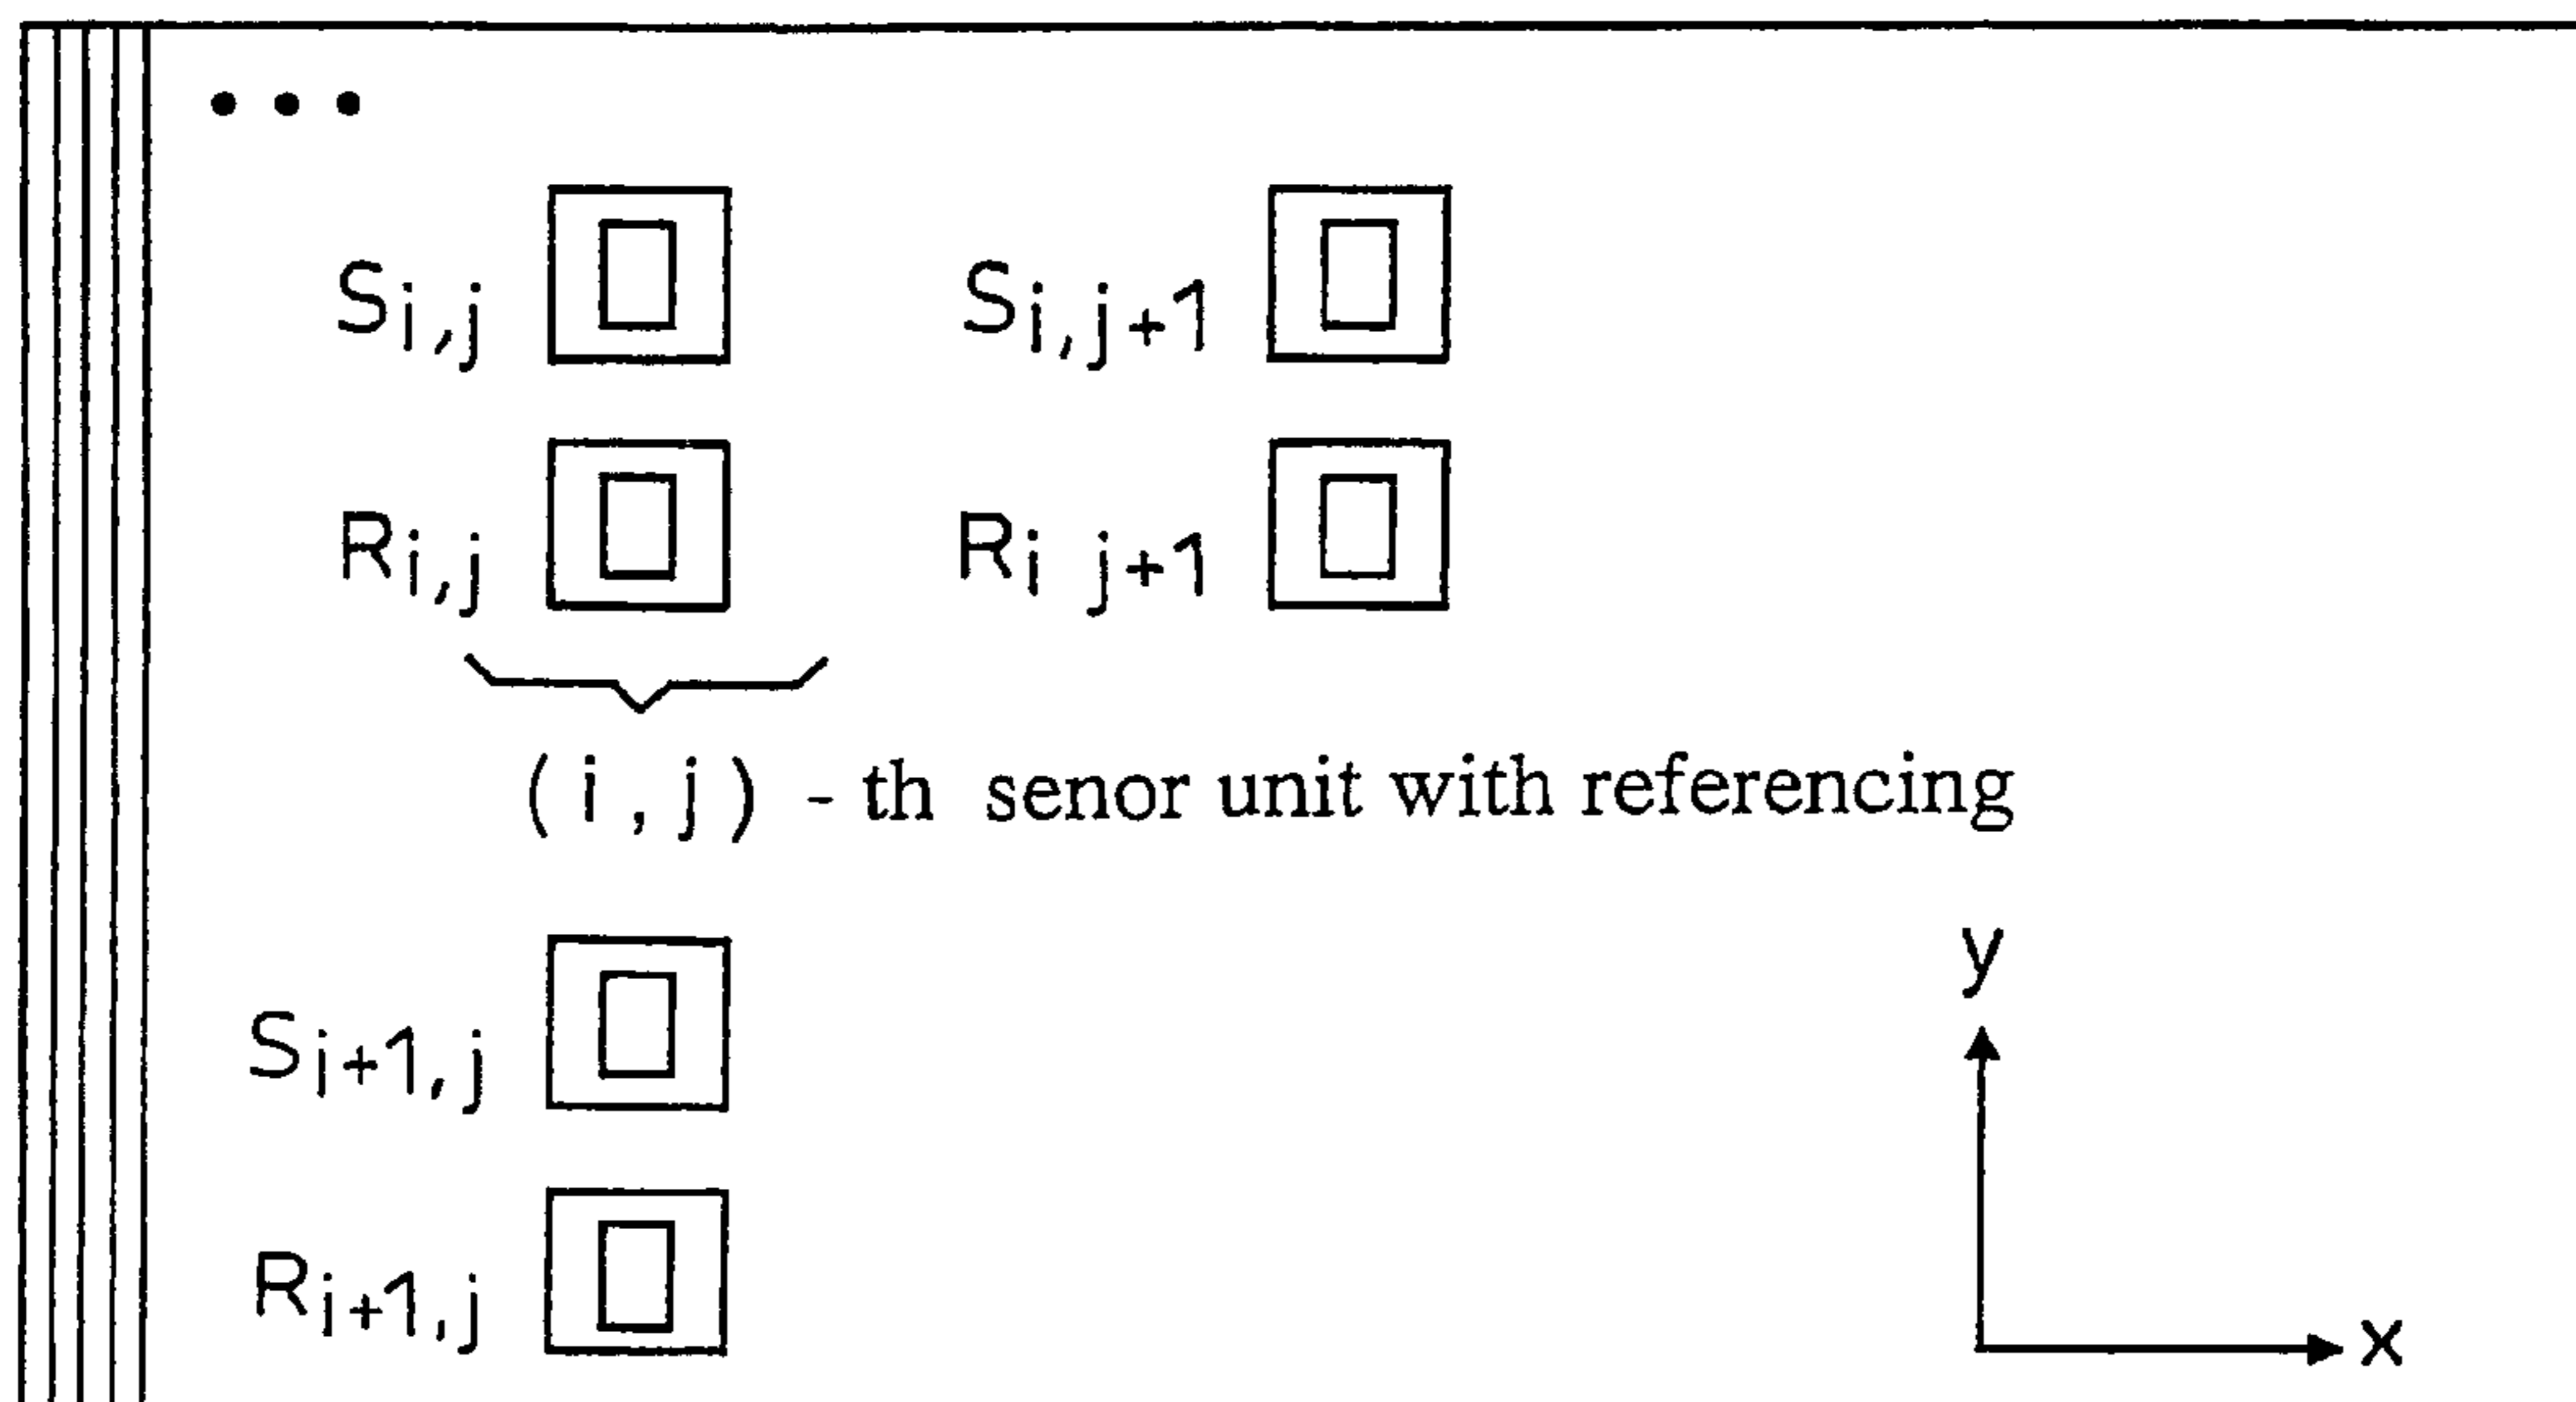 • • •
Si,j Si,j+1
Ri,j Ri j+1
( i , j ) - th senor unit with referencing
Si+1,j
Ri+1,j
y
x